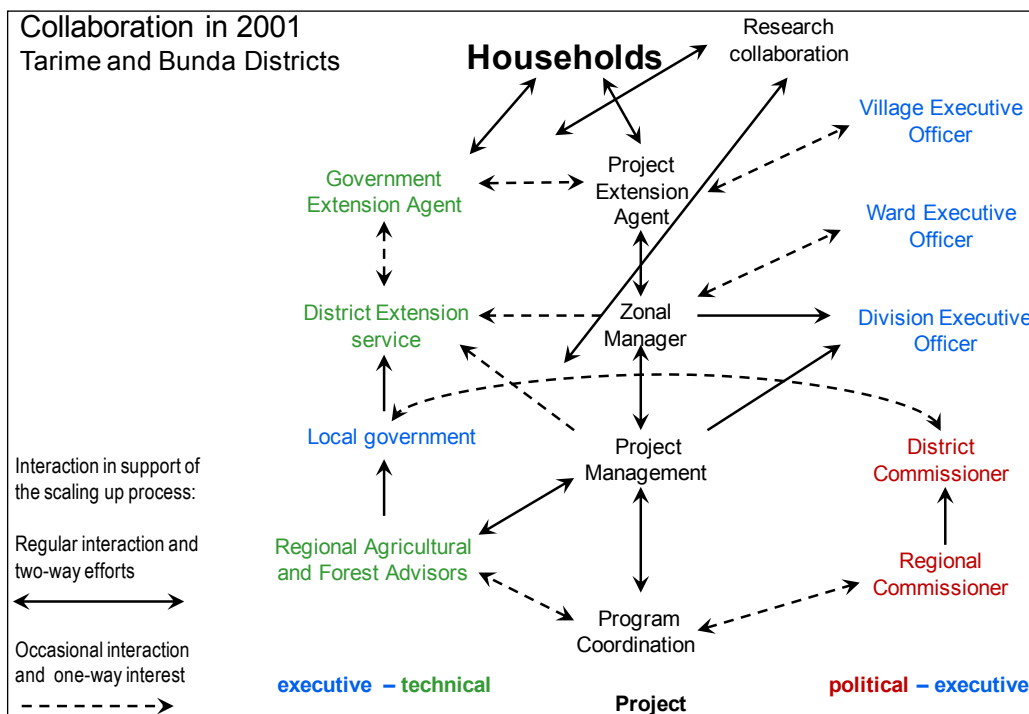 Collaboration in 2001
Tarime and Bunda Districts
Households
Research
collaboration
Village Executive
Officer
Government
Extension Agent
Project
Extension
Agent
Ward Executive
Officer
District Extension
service
Zonal
Manager
Division Executive
Officer
Local government
Project
Management
District
Commissioner
Interaction in support of
the scaling up process:
Regular interaction and
two-way efforts
Regional Agricultural
and Forest Advisors
Regional
Commissioner
Program
Coordination
Occasional interaction
and one-way interest
executive – technical
Project
political – executive